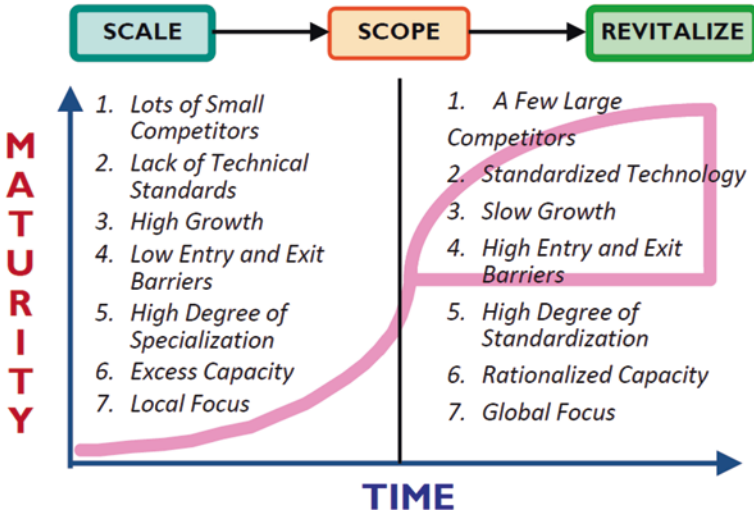 SCALE
SCOPE
REVITALIZE
MATURITY
1. Lots of Small
Competitors
2. Lack of Technical
Standards
3. High Growth
4. Low Entry and Exit
Barriers
5. High Degree of
Specialization
6. Excess Capacity
7. Local Focus
1. A Few Large
Competitors
2. Standardized Technology
3. Slow Growth
4. High Entry and Exit
Barriers
5. High Degree of
Standardization
6. Rationalized Capacity
7. Global Focus
TIME